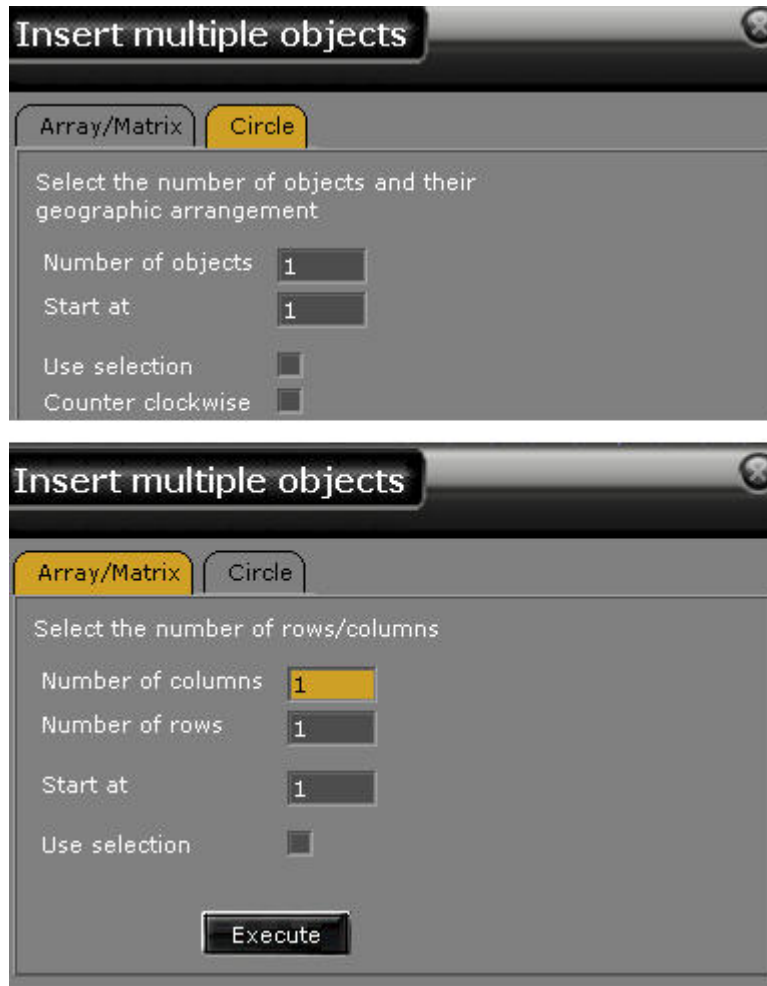 Insert multiple objects
Array/Matrix Circle
Select the number of objects and their
geographic arrangement
Number of objects 1
Start at 1
Use selection
Counter clockwise
Insert multiple objects
Array/Matrix Circle
Select the number of rows/columns
Number of columns 1
Number of rows 1
Start at 1
Use selection
Execute